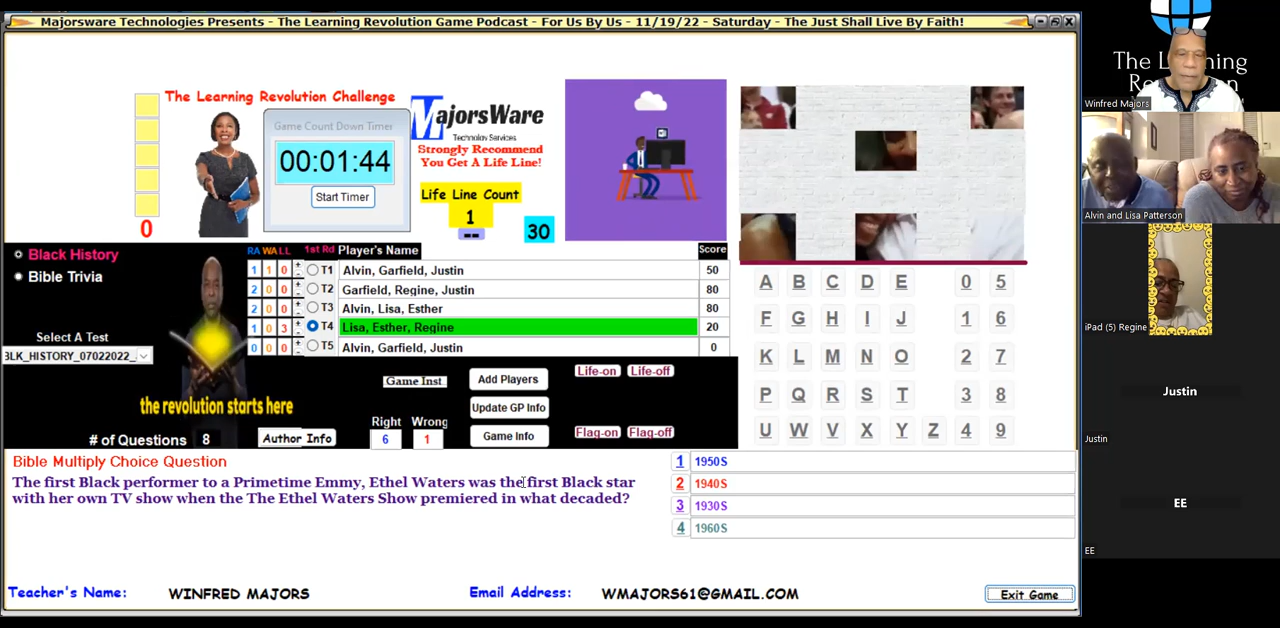 Majorsware Technologies Presents - The Learning Revolution Game Podcast - For Us By Us - 11/19/22 - Saturday - The Just Shall Live By Faith!
The Learning Revolution Challenge
0
Game Count Down Timer
00:01:44
Start Timer
MajorsWare
Technology Services
Strongly Recommend
You Get A Life Line!
Life Line Count
1
--
30
Black History
Bible Trivia
Select A Test
3LK_HISTORY_07022022_
the revolution starts here
# of Questions 8
Author Info
RA WA LL 1st Rd Player's Name Score
1 1 0 + - T1 Alvin, Garfield, Justin 50
2 0 0 + - T2 Garfield, Regine, Justin 80
2 0 0 + - T3 Alvin, Lisa, Esther 80
1 0 3 + - T4 Lisa, Esther, Regine 20
0 0 0 + - T5 Alvin, Garfield, Justin 0
Game Inst
Right Wrong
6 1
Add Players
Update GP Info
Game Info
Life-on Life-off
Flag-on Flag-off
A B C D E 0 5
F G H I J 1 6
K L M N O 2 7
P Q R S T 3 8
U W V X Y Z 4 9
Bible Multiply Choice Question
The first Black performer to a Primetime Emmy, Ethel Waters was the first Black star
with her own TV show when the The Ethel Waters Show premiered in what decaded?
1 1950S
2 1940S
3 1930S
4 1960S
Teacher's Name: WINFRED MAJORS Email Address: WMAJORS61@GMAIL.COM
Exit Game
Winfred Majors
Alvin and Lisa Patterson
iPad (5) Regine
Justin
Justin
EE
EE